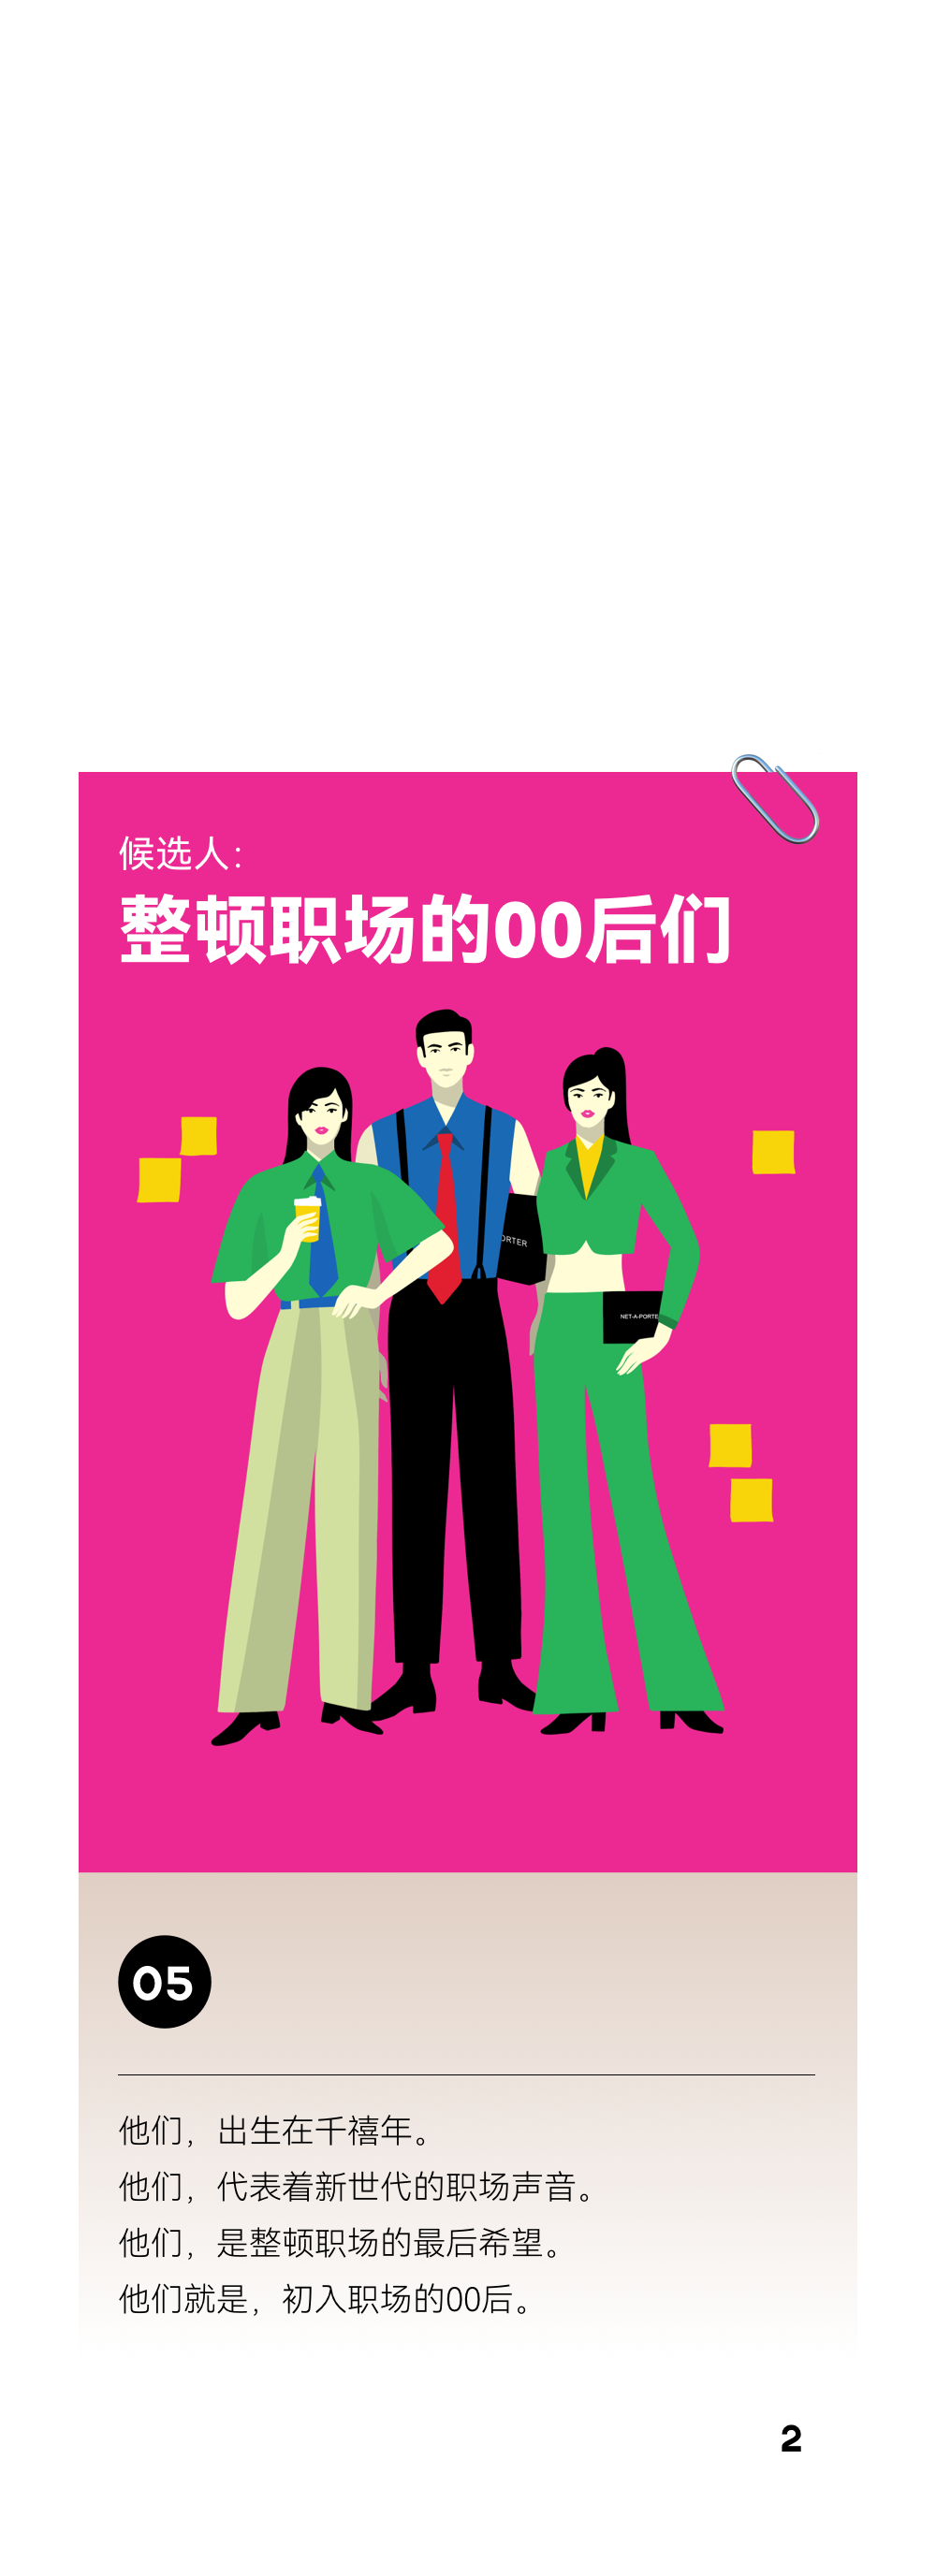 候选人：
整顿职场的00后们
ORTER
NET-A-PORTE
05
他们，出生在千禧年。
他们，代表着新世代的职场声音。
他们，是整顿职场的最后希望。
他们就是，初入职场的00后。
2